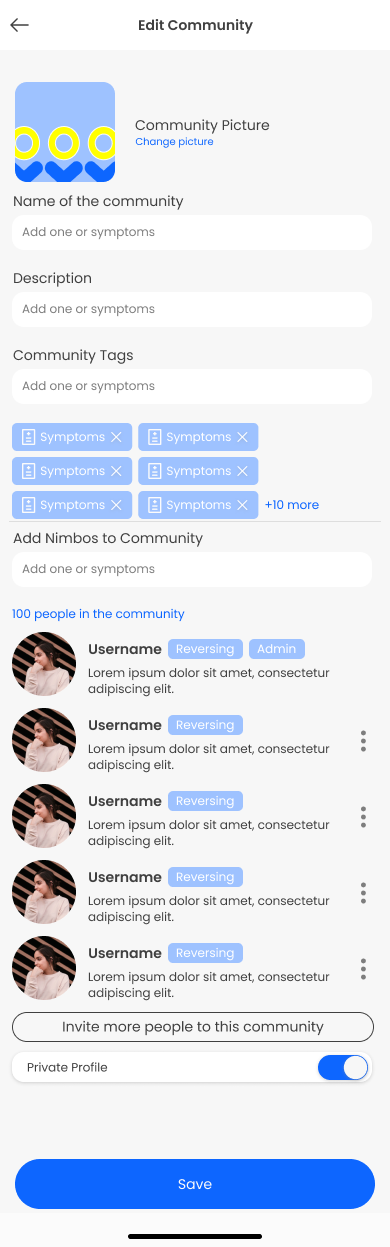 Edit Community
Community Picture
Change picture
Name of the community
Add one or symptoms
Description
Add one or symptoms
Community Tags
Add one or symptoms
Symptoms Symptoms
Symptoms Symptoms
Symptoms Symptoms +10 more
Add Nimbos to Community
Add one or symptoms
100 people in the community
Username Reversing Admin
Lorem ipsum dolor sit amet, consectetur
adipiscing elit.
Username Reversing
Lorem ipsum dolor sit amet, consectetur
adipiscing elit.
Username Reversing
Lorem ipsum dolor sit amet, consectetur
adipiscing elit.
Username Reversing
Lorem ipsum dolor sit amet, consectetur
adipiscing elit.
Username Reversing
Lorem ipsum dolor sit amet, consectetur
adipiscing elit.
Invite more people to this community
Private Profile
Save